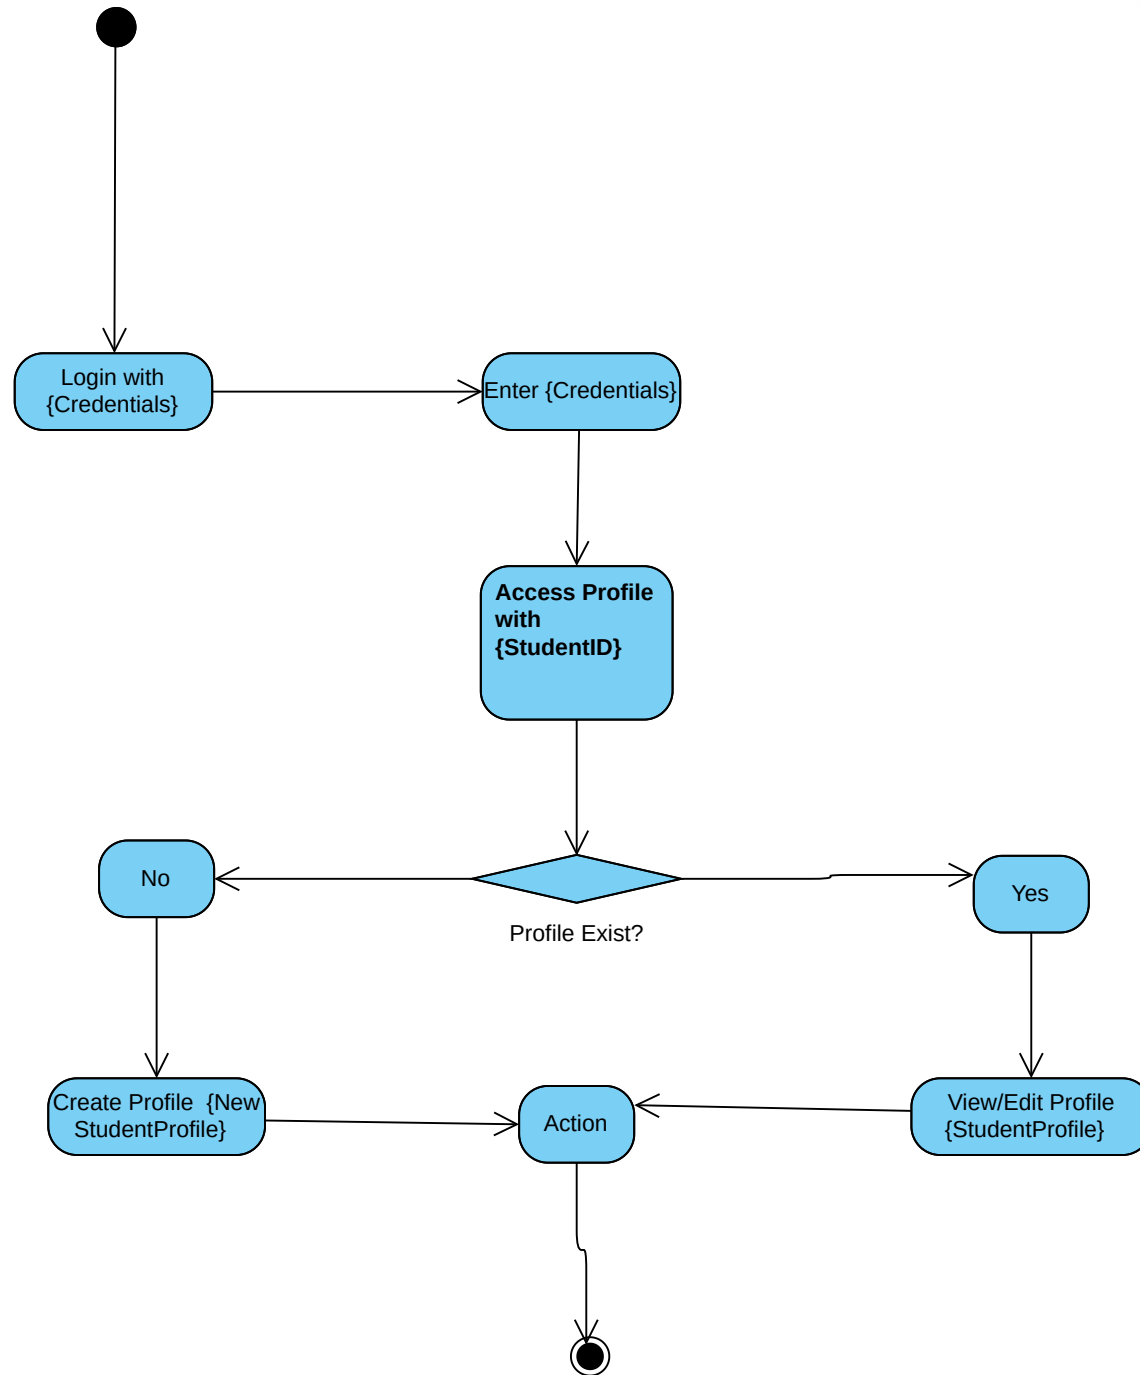 Login with
{Credentials}
Enter {Credentials}
Access Profile
with
{StudentID}
No
Yes
Profile Exist?
Create Profile  {New
StudentProfile}
Action
View/Edit Profile
{StudentProfile}